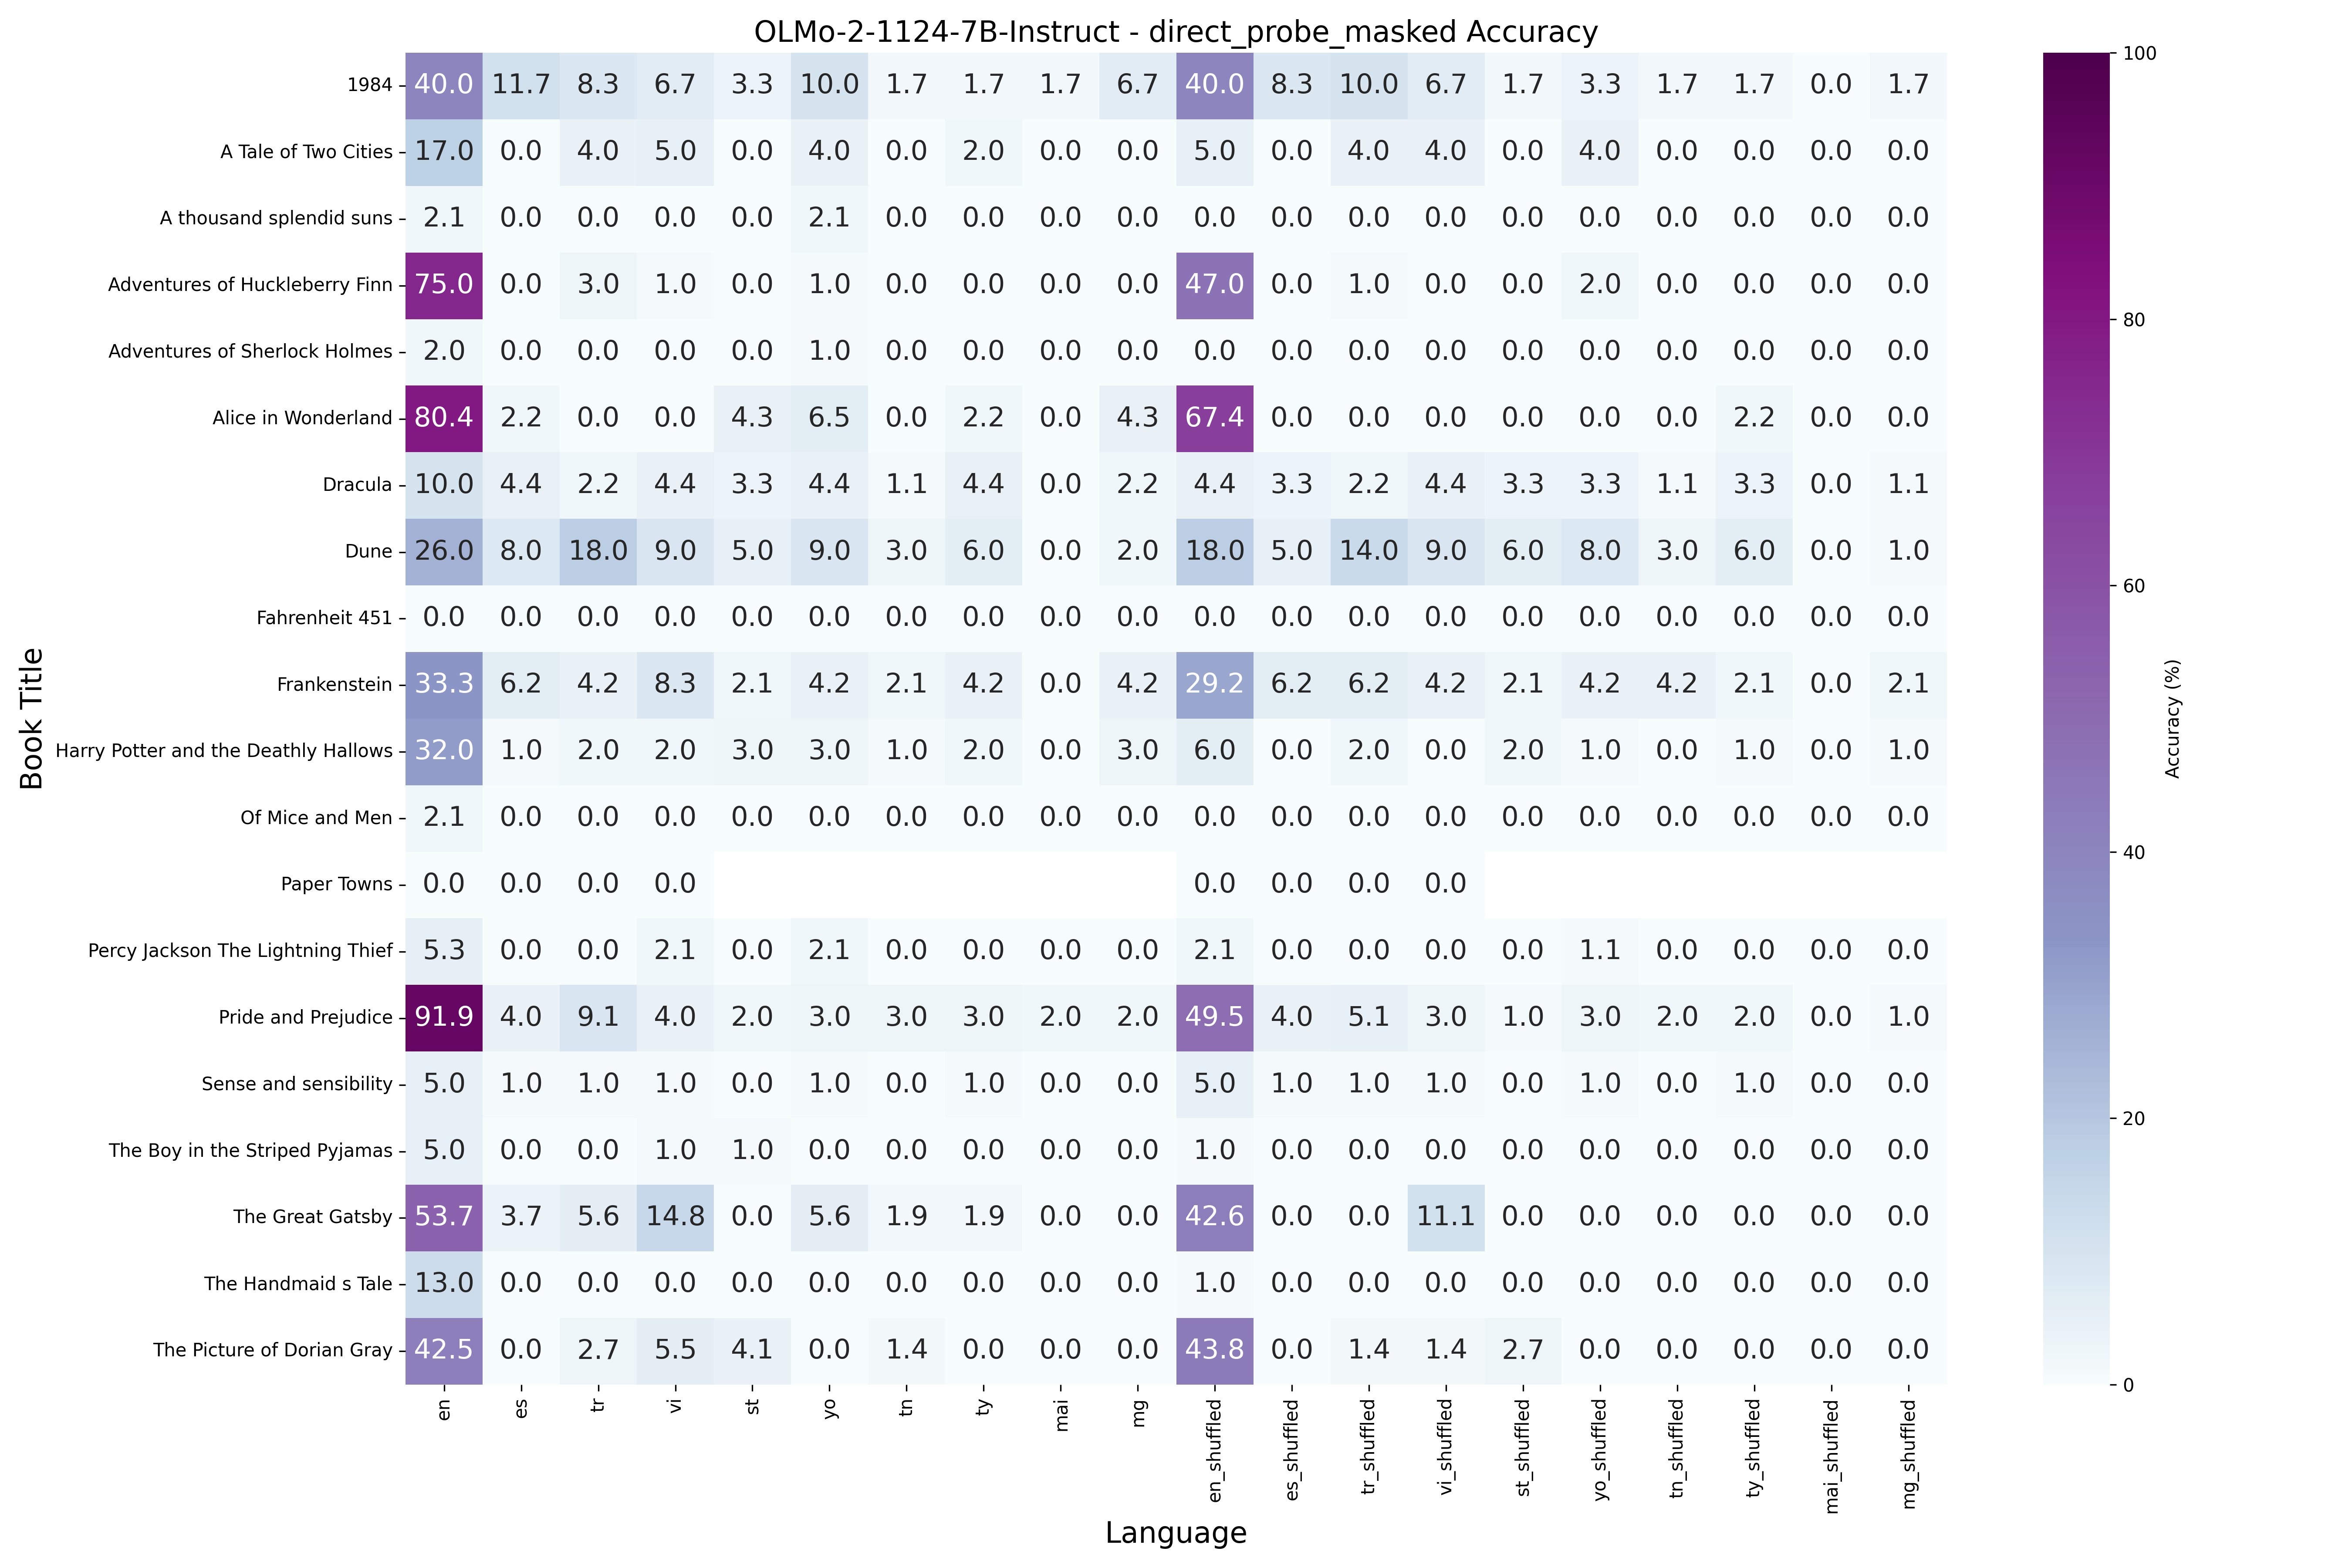 OLMo-2-1124-7B-Instruct - direct_probe_masked Accuracy
1984 40.0 11.7 8.3 6.7 3.3 10.0 1.7 1.7 1.7 6.7 40.0 8.3 10.0 6.7 1.7 3.3 1.7 1.7 0.0 1.7
A Tale of Two Cities 17.0 0.0 4.0 5.0 0.0 4.0 0.0 2.0 0.0 0.0 5.0 0.0 4.0 4.0 0.0 4.0 0.0 0.0 0.0 0.0
A thousand splendid suns 2.1 0.0 0.0 0.0 0.0 2.1 0.0 0.0 0.0 0.0 0.0 0.0 0.0 0.0 0.0 0.0 0.0 0.0 0.0 0.0
Adventures of Huckleberry Finn 75.0 0.0 3.0 1.0 0.0 1.0 0.0 0.0 0.0 0.0 47.0 0.0 1.0 0.0 0.0 2.0 0.0 0.0 0.0 0.0
Adventures of Sherlock Holmes 2.0 0.0 0.0 0.0 0.0 1.0 0.0 0.0 0.0 0.0 0.0 0.0 0.0 0.0 0.0 0.0 0.0 0.0 0.0 0.0
Alice in Wonderland 80.4 2.2 0.0 0.0 4.3 6.5 0.0 2.2 0.0 4.3 67.4 0.0 0.0 0.0 0.0 0.0 0.0 2.2 0.0 0.0
Dracula 10.0 4.4 2.2 4.4 3.3 4.4 1.1 4.4 0.0 2.2 4.4 3.3 2.2 4.4 3.3 3.3 1.1 3.3 0.0 1.1
Dune 26.0 8.0 18.0 9.0 5.0 9.0 3.0 6.0 0.0 2.0 18.0 5.0 14.0 9.0 6.0 8.0 3.0 6.0 0.0 1.0
Fahrenheit 451 0.0 0.0 0.0 0.0 0.0 0.0 0.0 0.0 0.0 0.0 0.0 0.0 0.0 0.0 0.0 0.0 0.0 0.0 0.0 0.0
Frankenstein 33.3 6.2 4.2 8.3 2.1 4.2 2.1 4.2 0.0 4.2 29.2 6.2 6.2 4.2 2.1 4.2 4.2 2.1 0.0 2.1
Harry Potter and the Deathly Hallows 32.0 1.0 2.0 2.0 3.0 3.0 1.0 2.0 0.0 3.0 6.0 0.0 2.0 0.0 2.0 1.0 0.0 1.0 0.0 1.0
Of Mice and Men 2.1 0.0 0.0 0.0 0.0 0.0 0.0 0.0 0.0 0.0 0.0 0.0 0.0 0.0 0.0 0.0 0.0 0.0 0.0 0.0
Paper Towns 0.0 0.0 0.0 0.0 0.0 0.0 0.0 0.0
Percy Jackson The Lightning Thief 5.3 0.0 0.0 2.1 0.0 2.1 0.0 0.0 0.0 0.0 2.1 0.0 0.0 0.0 0.0 1.1 0.0 0.0 0.0 0.0
Pride and Prejudice 91.9 4.0 9.1 4.0 2.0 3.0 3.0 3.0 2.0 2.0 49.5 4.0 5.1 3.0 1.0 3.0 2.0 2.0 0.0 1.0
Sense and sensibility 5.0 1.0 1.0 1.0 0.0 1.0 0.0 1.0 0.0 0.0 5.0 1.0 1.0 1.0 0.0 1.0 0.0 1.0 0.0 0.0
The Boy in the Striped Pyjamas 5.0 0.0 0.0 1.0 1.0 0.0 0.0 0.0 0.0 0.0 1.0 0.0 0.0 0.0 0.0 0.0 0.0 0.0 0.0 0.0
The Great Gatsby 53.7 3.7 5.6 14.8 0.0 5.6 1.9 1.9 0.0 0.0 42.6 0.0 0.0 11.1 0.0 0.0 0.0 0.0 0.0 0.0
The Handmaid s Tale 13.0 0.0 0.0 0.0 0.0 0.0 0.0 0.0 0.0 0.0 1.0 0.0 0.0 0.0 0.0 0.0 0.0 0.0 0.0 0.0
The Picture of Dorian Gray 42.5 0.0 2.7 5.5 4.1 0.0 1.4 0.0 0.0 0.0 43.8 0.0 1.4 1.4 2.7 0.0 0.0 0.0 0.0 0.0
en es tr vi st yo tn ty mai mg en_shuffled es_shuffled tr_shuffled vi_shuffled st_shuffled yo_shuffled tn_shuffled ty_shuffled mai_shuffled mg_shuffled
Language
Book Title
100
80
60
40
20
0
Accuracy (%)